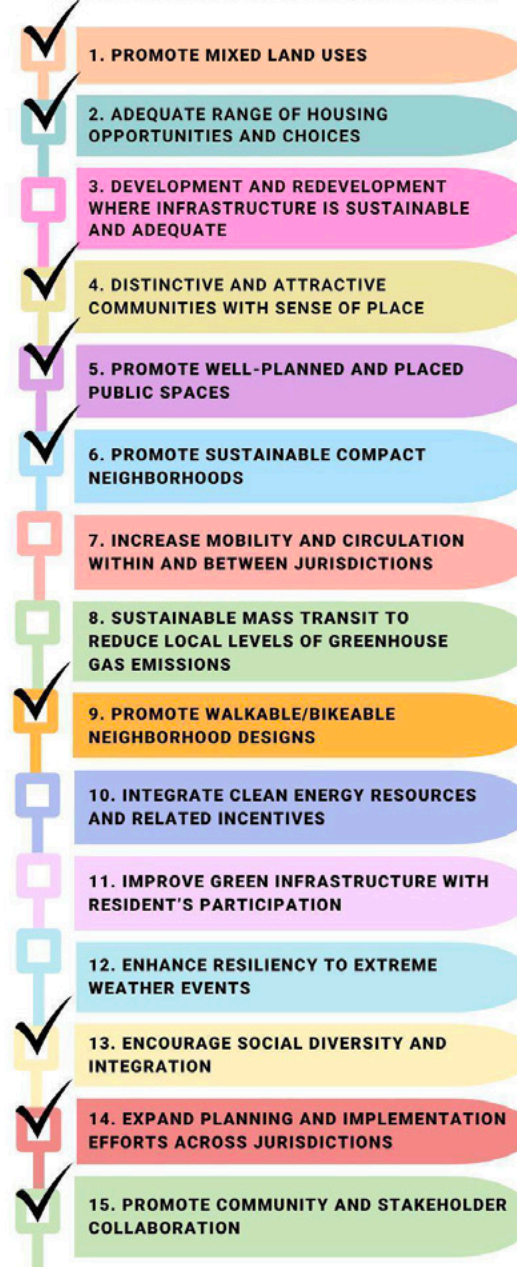 1. PROMOTE MIXED LAND USES
2. ADEQUATE RANGE OF HOUSING
OPPORTUNITIES AND CHOICES
3. DEVELOPMENT AND REDEVELOPMENT
WHERE INFRASTRUCTURE IS SUSTAINABLE
AND ADEQUATE
4. DISTINCTIVE AND ATTRACTIVE
COMMUNITIES WITH SENSE OF PLACE
5. PROMOTE WELL-PLANNED AND PLACED
PUBLIC SPACES
6. PROMOTE SUSTAINABLE COMPACT
NEIGHBORHOODS
7. INCREASE MOBILITY AND CIRCULATION
WITHIN AND BETWEEN JURISDICTIONS
8. SUSTAINABLE MASS TRANSIT TO
REDUCE LOCAL LEVELS OF GREENHOUSE
GAS EMISSIONS
9. PROMOTE WALKABLE/BIKEABLE
NEIGHBORHOOD DESIGNS
10. INTEGRATE CLEAN ENERGY RESOURCES
AND RELATED INCENTIVES
11. IMPROVE GREEN INFRASTRUCTURE WITH
RESIDENT'S PARTICIPATION
12. ENHANCE RESILIENCY TO EXTREME
WEATHER EVENTS
13. ENCOURAGE SOCIAL DIVERSITY AND
INTEGRATION
14. EXPAND PLANNING AND IMPLEMENTATION
EFFORTS ACROSS JURISDICTIONS
15. PROMOTE COMMUNITY AND STAKEHOLDER
COLLABORATION